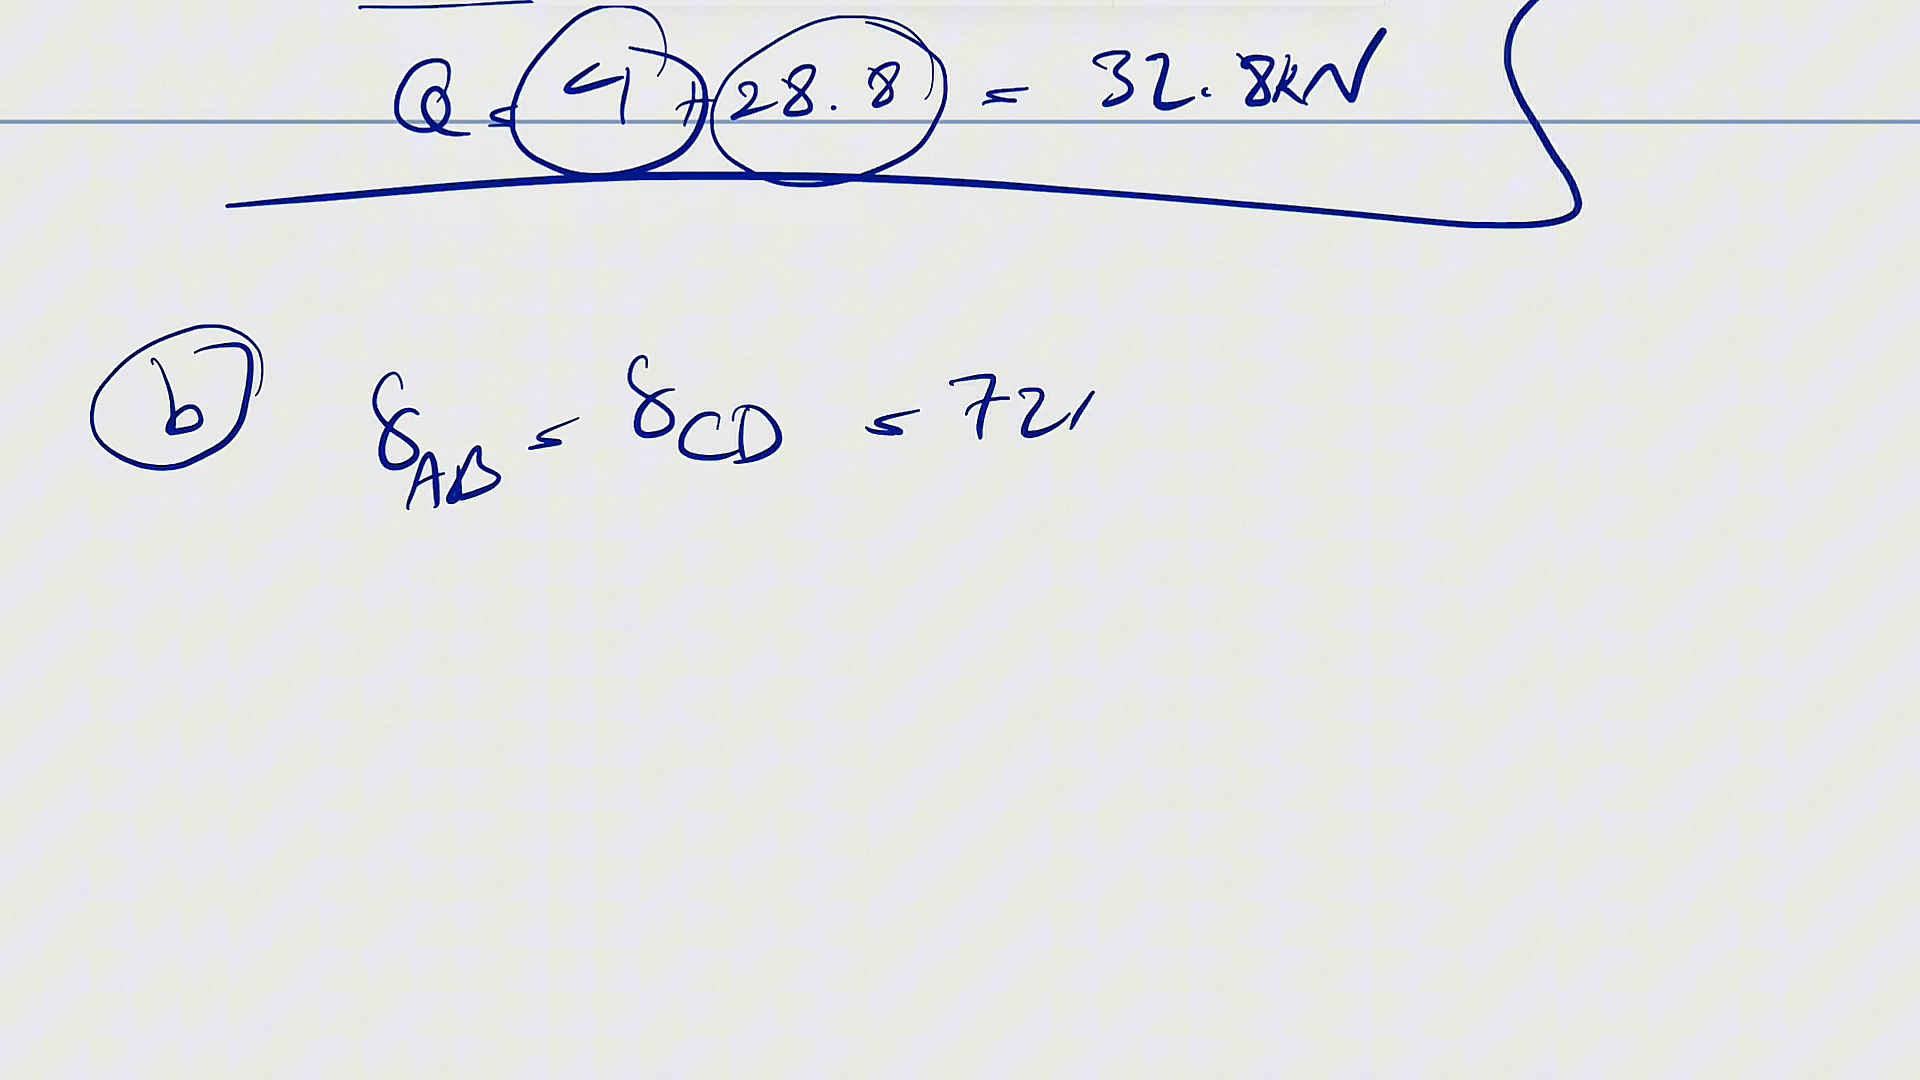 Q = 4 + 28.8 = 32.8kN
b δAB = δCD = 72